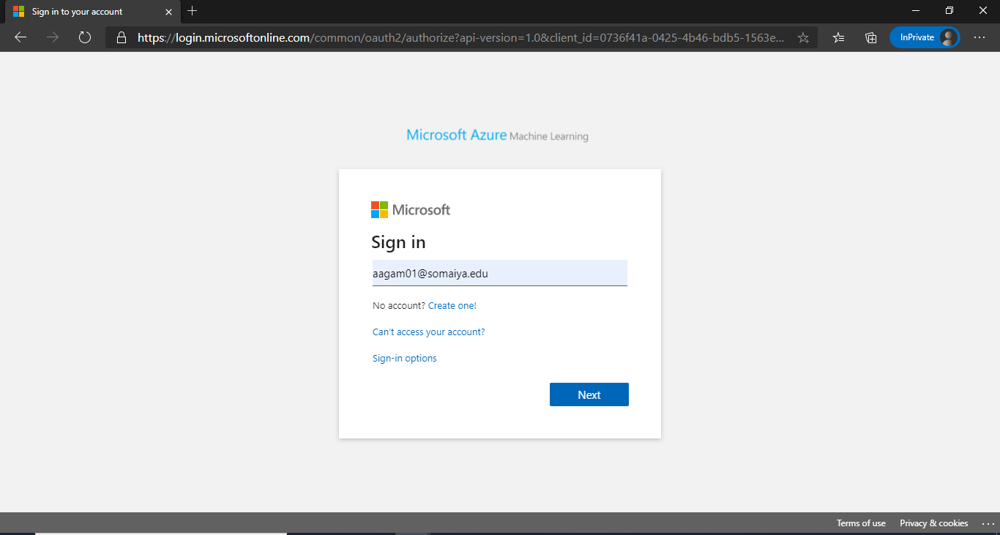 Sign in to your account
https://login.microsoftonline.com/common/oauth2/authorize?api-version=1.0&client_id=0736f41a-0425-4b46-bdb5-1563e...
InPrivate
Microsoft Azure Machine Learning
Microsoft
Sign in
aagam01@somaiya.edu
No account? Create one!
Can't access your account?
Sign-in options
Next
Terms of use Privacy & cookies